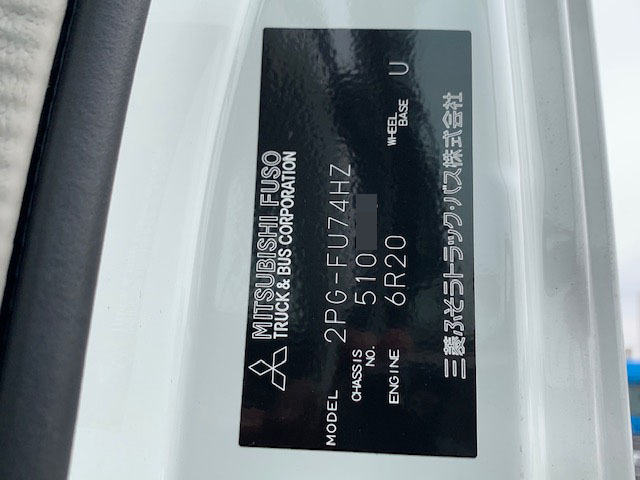 MITSUBISHI FUSO
TRUCK & BUS CORPORATION
MODEL 2PG-FU74HZ
CHASSIS NO. 510
ENGINE 6R20 WHEEL BASE U
三菱ふそうトラック・バス株式会社